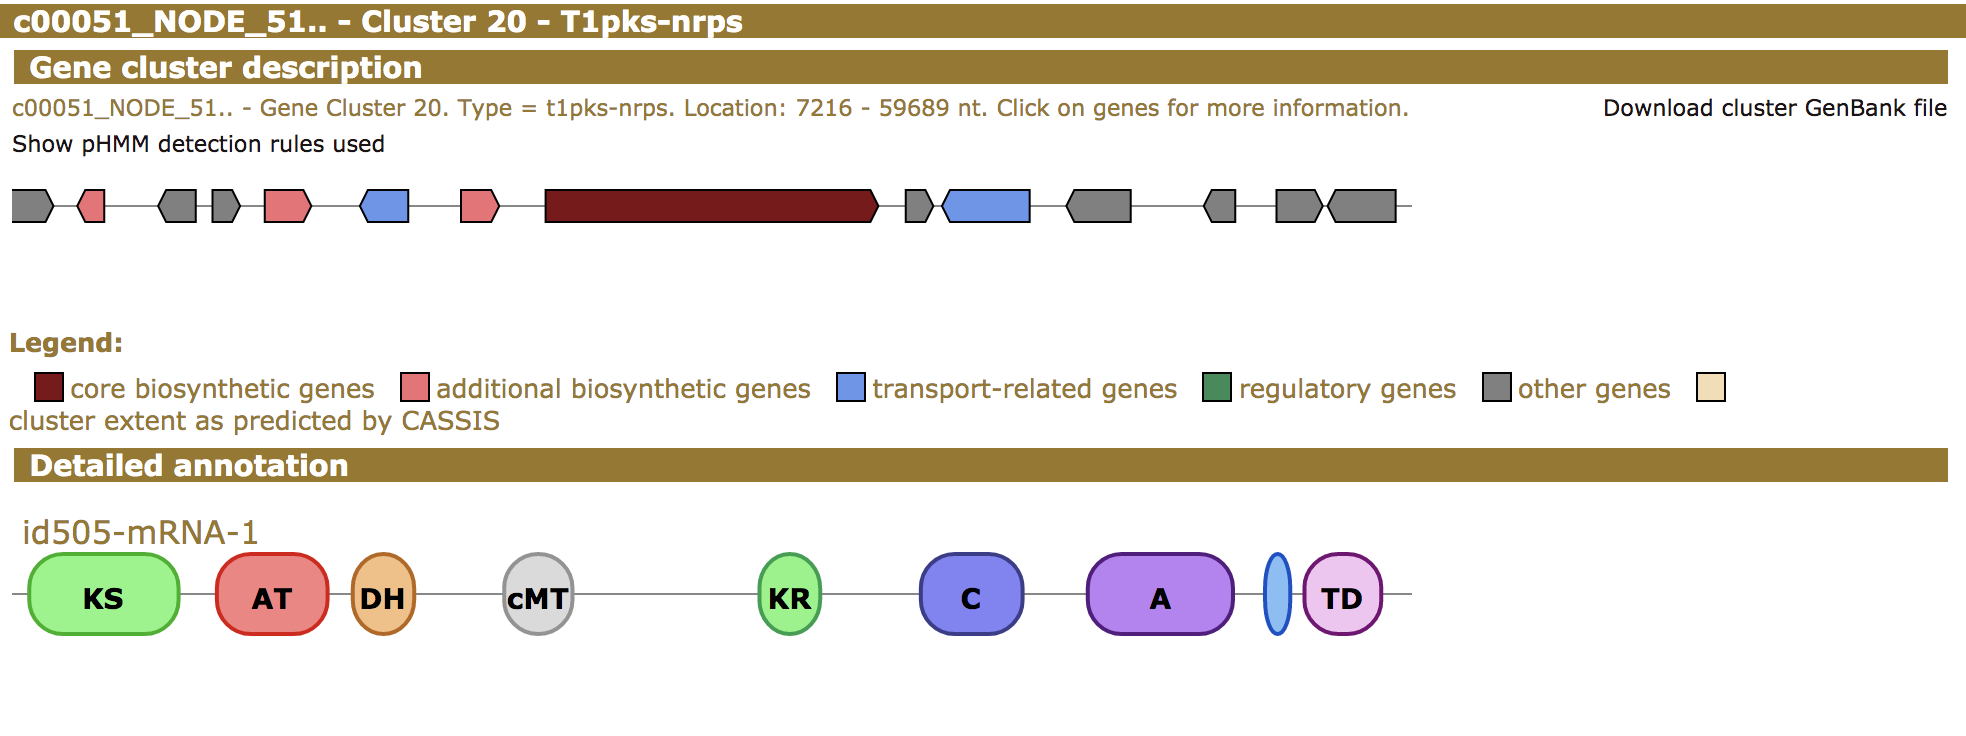 c00051_NODE_51.. - Cluster 20 - T1pks-nrps
Gene cluster description
c00051_NODE_51.. - Gene Cluster 20. Type = t1pks-nrps. Location: 7216 - 59689 nt. Click on genes for more information. Download cluster GenBank file
Show pHMM detection rules used
Legend:
core biosynthetic genes additional biosynthetic genes transport-related genes regulatory genes other genes
cluster extent as predicted by CASSIS
Detailed annotation
id505-mRNA-1
KS AT DH cMT KR C A TD